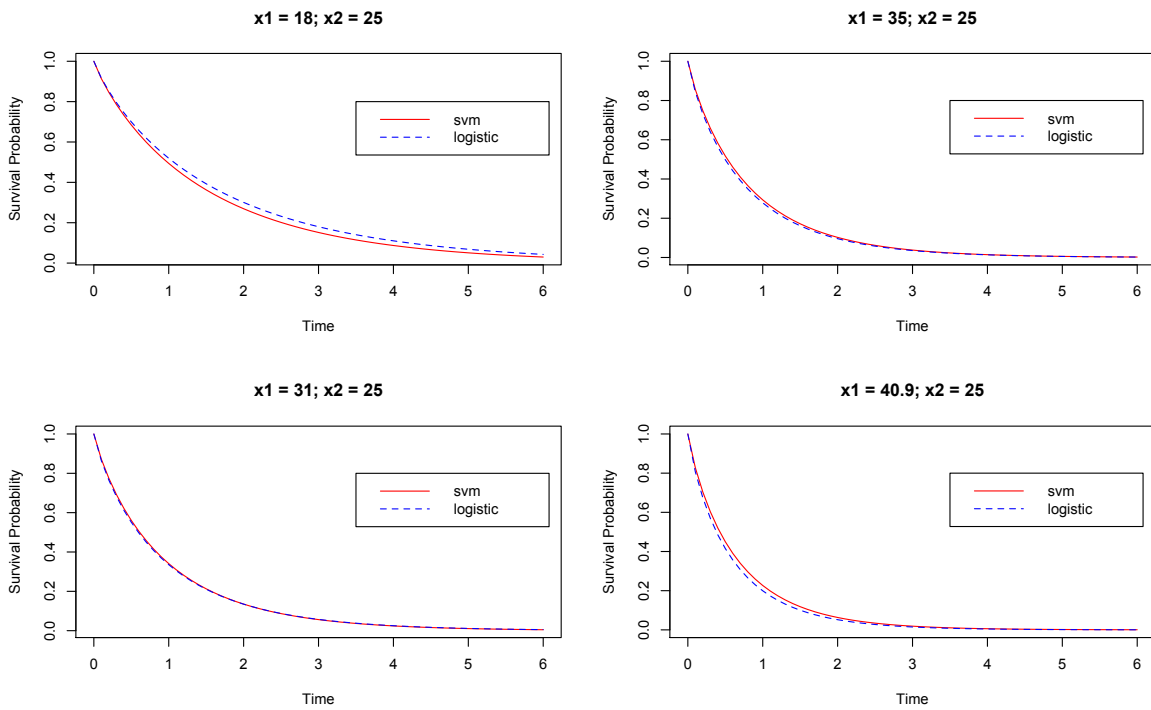 x1 = 18; x2 = 25
Survival Probability
1.0
0.8
0.6
0.4
0.2
0.0
svm
logistic
0 1 2 3 4 5 6
Time
x1 = 35; x2 = 25
Survival Probability
1.0
0.8
0.6
0.4
0.2
0.0
svm
logistic
0 1 2 3 4 5 6
Time
x1 = 31; x2 = 25
Survival Probability
1.0
0.8
0.6
0.4
0.2
0.0
svm
logistic
0 1 2 3 4 5 6
Time
x1 = 40.9; x2 = 25
Survival Probability
1.0
0.8
0.6
0.4
0.2
0.0
svm
logistic
0 1 2 3 4 5 6
Time